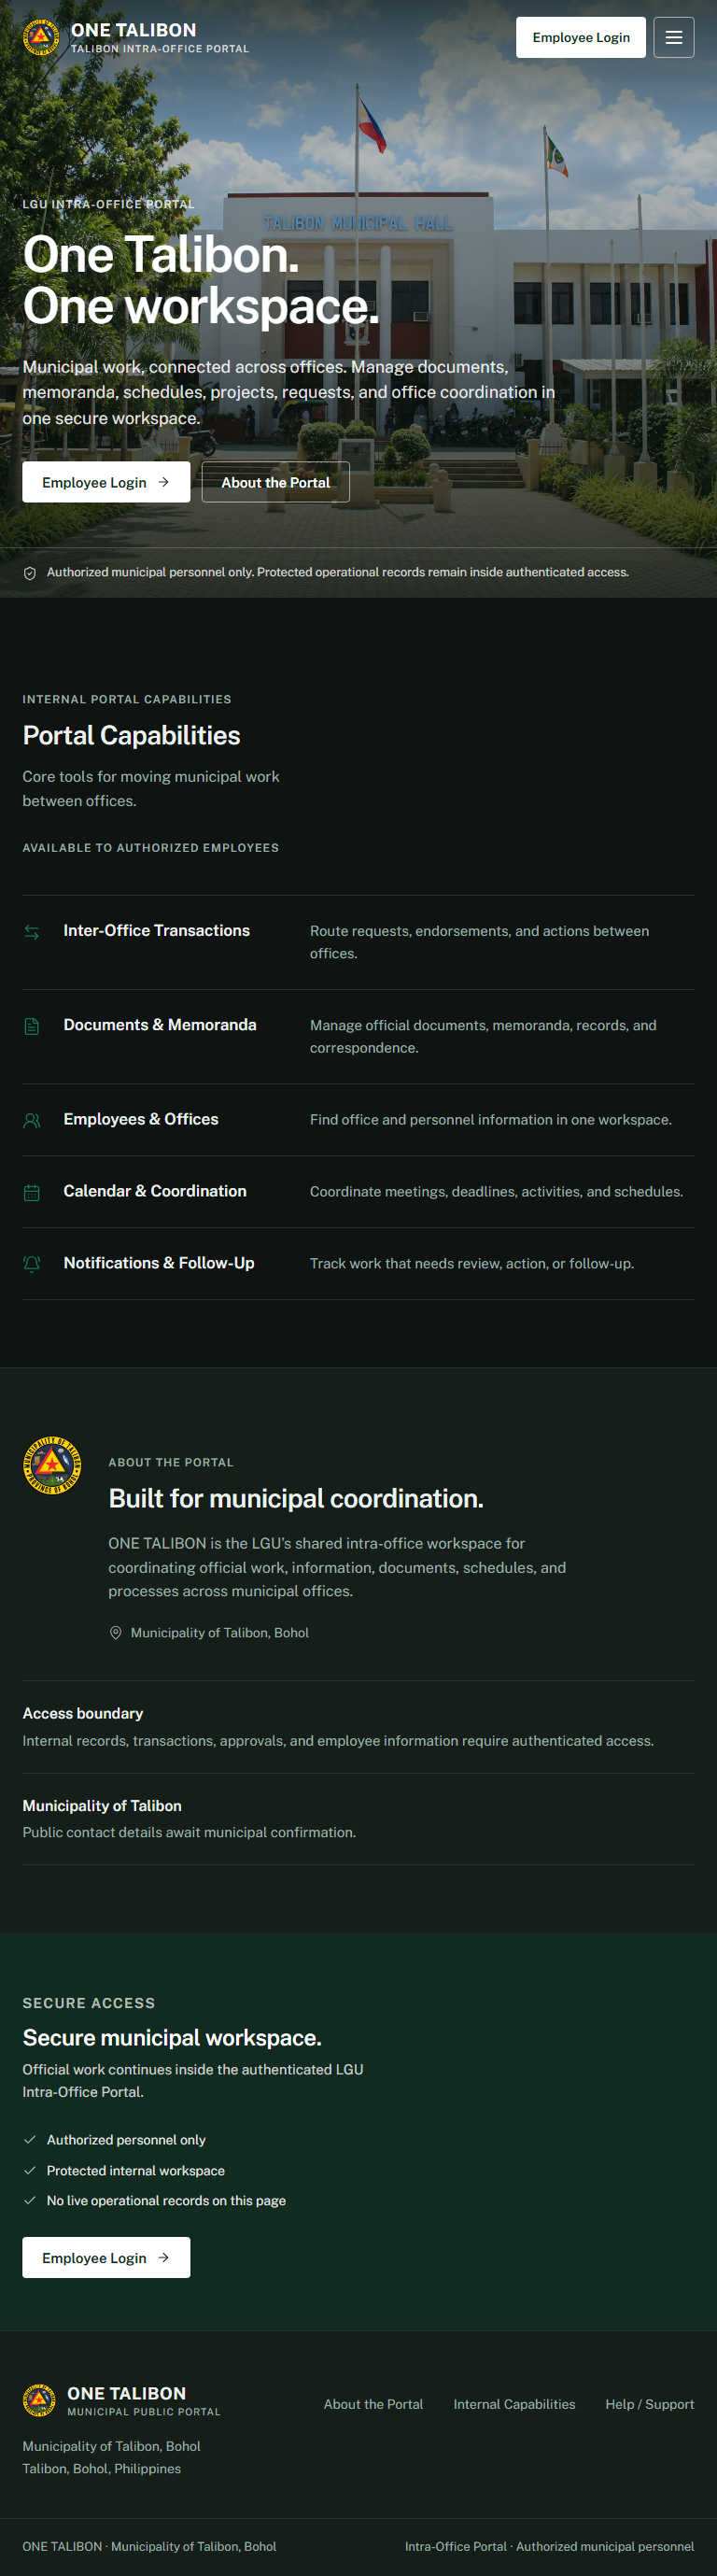 ONE TALIBON
TALIBON INTRA-OFFICE PORTAL
Employee Login
LGU INTRA-OFFICE PORTAL
TALIBON MUNICIPAL HALL
One Talibon.
One workspace.
Municipal work, connected across offices. Manage documents,
memoranda, schedules, projects, requests, and office coordination in
one secure workspace.
Employee Login
About the Portal
Authorized municipal personnel only. Protected operational records remain inside authenticated access.
INTERNAL PORTAL CAPABILITIES
Portal Capabilities
Core tools for moving municipal work
between offices.
AVAILABLE TO AUTHORIZED EMPLOYEES
Inter-Office Transactions
Route requests, endorsements, and actions between
offices.
Documents & Memoranda
Manage official documents, memoranda, records, and
correspondence.
Employees & Offices
Find office and personnel information in one workspace.
Calendar & Coordination
Coordinate meetings, deadlines, activities, and schedules.
Notifications & Follow-Up
Track work that needs review, action, or follow-up.
MUNICIPALITY OF TALIBON
PROVINCE OF BOHOL
ABOUT THE PORTAL
Built for municipal coordination.
ONE TALIBON is the LGU’s shared intra-office workspace for
coordinating official work, information, documents, schedules, and
processes across municipal offices.
Municipality of Talibon, Bohol
Access boundary
Internal records, transactions, approvals, and employee information require authenticated access.
Municipality of Talibon
Public contact details await municipal confirmation.
SECURE ACCESS
Secure municipal workspace.
Official work continues inside the authenticated LGU
Intra-Office Portal.
Authorized personnel only
Protected internal workspace
No live operational records on this page
Employee Login
ONE TALIBON
MUNICIPAL PUBLIC PORTAL
About the Portal
Internal Capabilities
Help / Support
Municipality of Talibon, Bohol
Talibon, Bohol, Philippines
ONE TALIBON · Municipality of Talibon, Bohol
Intra-Office Portal · Authorized municipal personnel